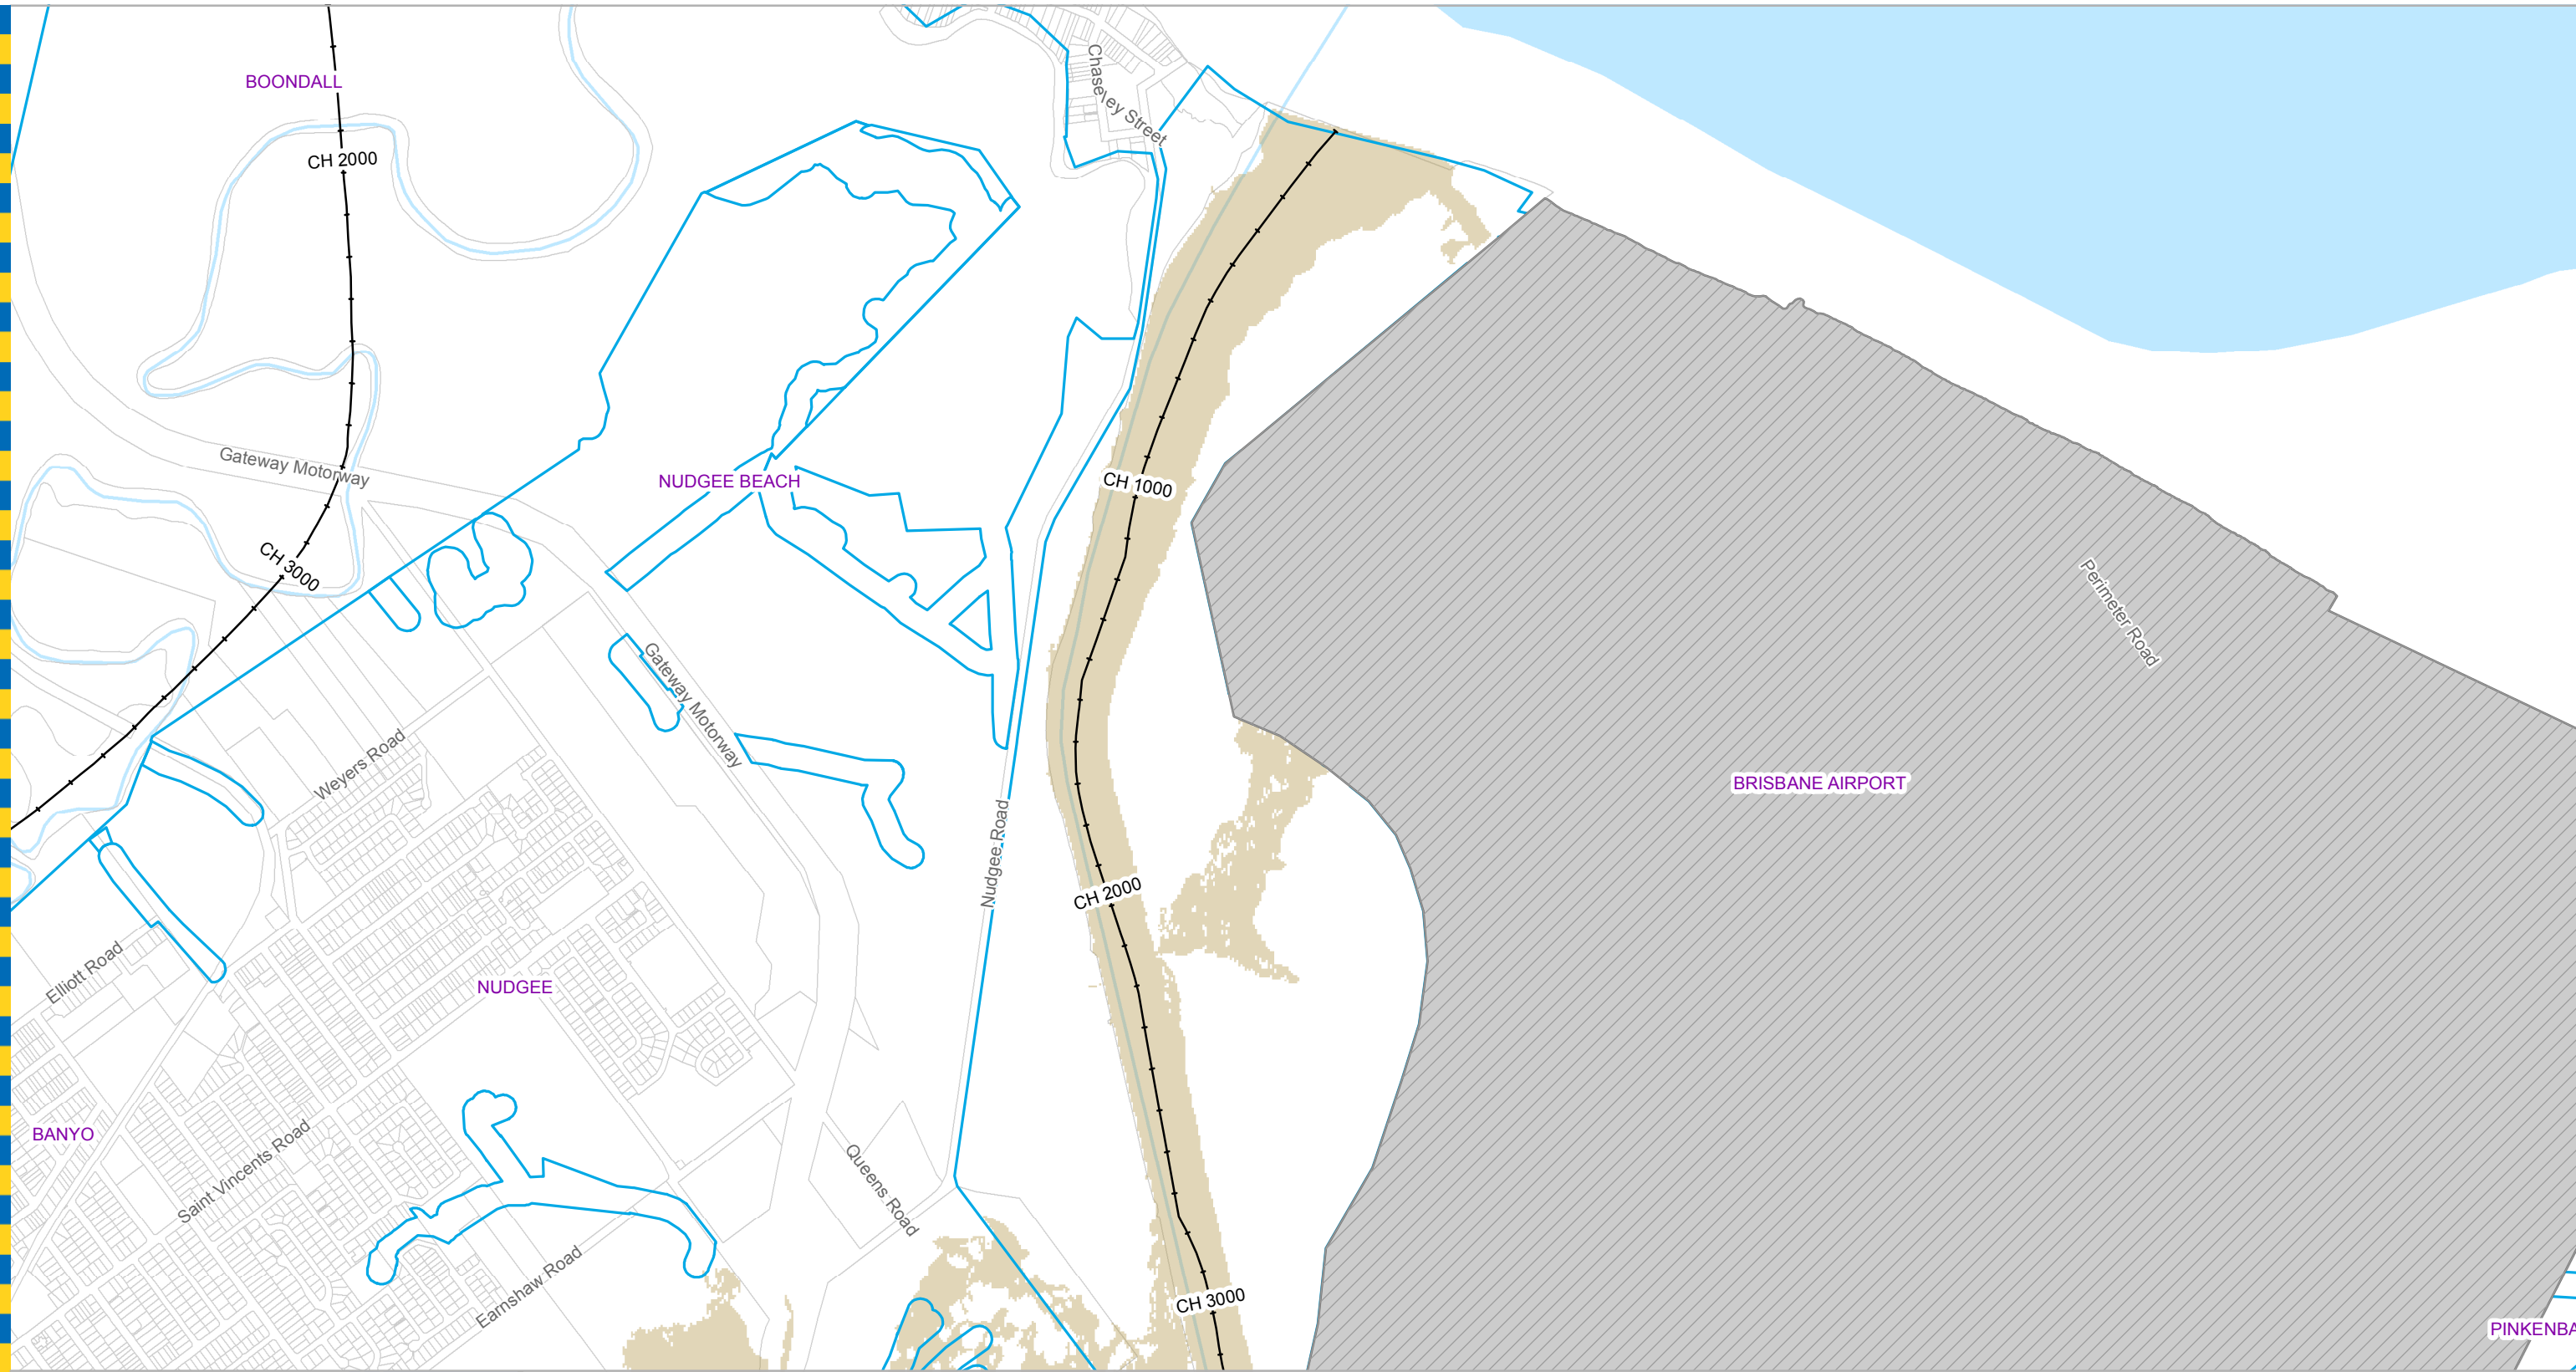 Chaseley Street
BOONDALL
CH 2000
Gateway Motorway
NUDGEE BEACH
CH 1000
CH 3000
Perimeter Road
Gateway Motorway
Weyers Road
BRISBANE AIRPORT
Nudgee Road
CH 2000
Elliott Road
NUDGEE
BANYO
Saint Vincents Road
Queens Road
Earnshaw Road
CH 3000
PINKENBA